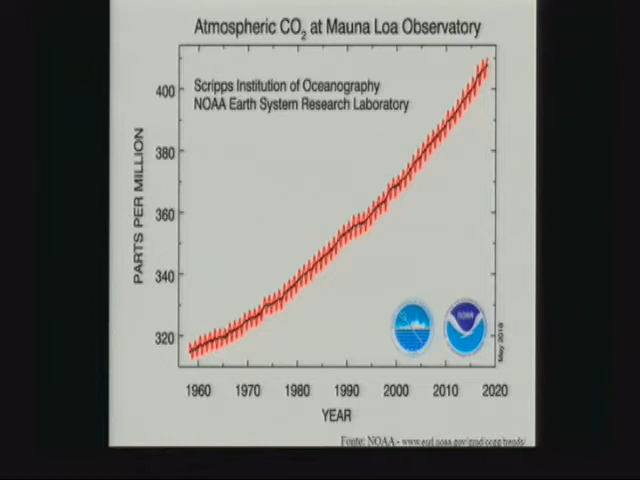 Atmospheric CO2 at Mauna Loa Observatory
Scripps Institution of Oceanography
NOAA Earth System Research Laboratory
PARTS PER MILLION
400
380
360
340
320
NOAA
May 2018
1960 1970 1980 1990 2000 2010 2020
YEAR
Fonte: NOAA - www.esrl.noaa.gov/gmd/ccgg/trends/